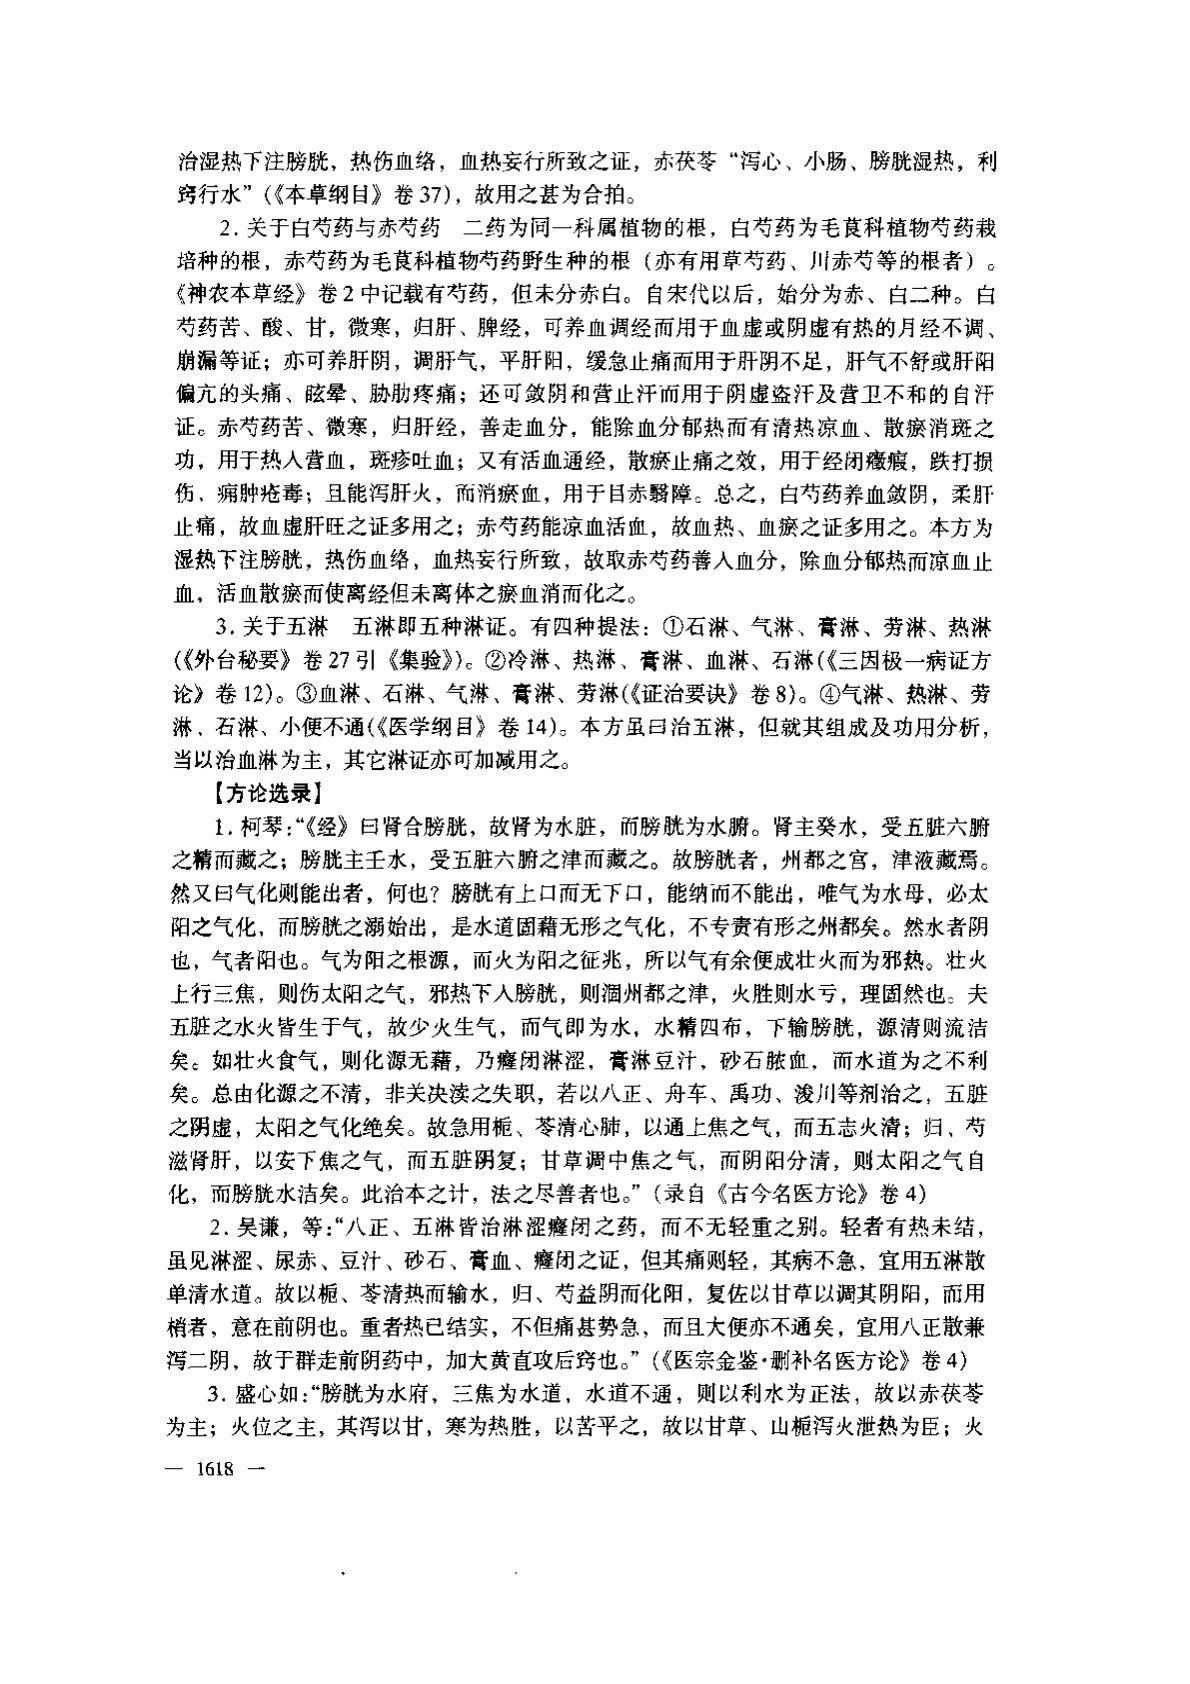 治湿热下注膀胱，热伤血络，血热妄行所致之证，赤茯苓“泻心、小肠、膀胱湿热，利
窍行水”(《本草纲目》卷37)，故用之甚为合拍。
2. 关于白芍药与赤芍药　二药为同一科属植物的根，白芍药为毛茛科植物芍药栽
培种的根，赤芍药为毛茛科植物芍药野生种的根（亦有用草芍药、川赤芍等的根者）。
《神农本草经》卷2中记载有芍药，但未分赤白。自宋代以后，始分为赤、白二种。白
芍药苦、酸、甘，微寒，归肝、脾经，可养血调经而用于血虚或阴虚有热的月经不调、
崩漏等证；亦可养肝阴，调肝气，平肝阳，缓急止痛而用于肝阴不足，肝气不舒或肝阳
偏亢的头痛、眩晕、胁肋疼痛；还可敛阴和营止汗而用于阴虚盗汗及营卫不和的自汗
证。赤芍药苦、微寒，归肝经，善走血分，能除血分郁热而有清热凉血、散瘀消斑之
功，用于热入营血，斑疹吐血；又有活血通经，散瘀止痛之效，用于经闭癥瘕，跌打损
伤，痈肿疮毒；且能泻肝火，而消瘀血，用于目赤翳障。总之，白芍药养血敛阴，柔肝
止痛，故血虚肝旺之证多用之；赤芍药能凉血活血，故血热、血瘀之证多用之。本方为
湿热下注膀胱，热伤血络，血热妄行所致，故取赤芍药善入血分，除血分郁热而凉血止
血，活血散瘀而使离经但未离体之瘀血消而化之。
3. 关于五淋　五淋即五种淋证。有四种提法：①石淋、气淋、膏淋、劳淋、热淋
(《外台秘要》卷27引《集验》)。②冷淋、热淋、膏淋、血淋、石淋(《三因极一病证方
论》卷12)。③血淋、石淋、气淋、膏淋、劳淋(《证治要诀》卷8)。④气淋、热淋、劳
淋、石淋、小便不通(《医学纲目》卷14)。本方虽曰治五淋，但就其组成及功用分析，
当以治血淋为主，其它淋证亦可加减用之。
【方论选录】
1. 柯琴：“《经》曰肾合膀胱，故肾为水脏，而膀胱为水腑。肾主癸水，受五脏六腑
之精而藏之；膀胱主壬水，受五脏六腑之津而藏之。故膀胱者，州都之官，津液藏焉。
然又曰气化则能出者，何也？膀胱有上口而无下口，能纳而不能出，唯气为水母，必太
阳之气化，而膀胱之溺始出，是水道固藉无形之气化，不专责有形之州都矣。然水者阴
也，气者阳也。气为阳之根源，而火为阳之征兆，所以气有余便成壮火而为邪热。壮火
上行三焦，则伤太阳之气，邪热下入膀胱，则涸州都之津，火胜则水亏，理固然也。夫
五脏之水火皆生于气，故少火生气，而气即为水，水精四布，下输膀胱，源清则流洁
矣。如壮火食气，则化源无藉，乃癃闭淋涩，膏淋豆汁，砂石脓血，而水道为之不利
矣。总由化源之不清，非关决渎之失职，若以八正、舟车、禹功、浚川等剂治之，五脏
之阴虚，太阳之气化绝矣。故急用栀、苓清心肺，以通上焦之气，而五志火清；归、芍
滋肾肝，以安下焦之气，而五脏阴复；甘草调中焦之气，而阴阳分清，则太阳之气自
化，而膀胱水洁矣。此治本之计，法之尽善者也。”（录自《古今名医方论》卷4）
2. 吴谦，等：“八正、五淋皆治淋涩癃闭之药，而不无轻重之别。轻者有热未结，
虽见淋涩、尿赤、豆汁、砂石、膏血、癃闭之证，但其痛则轻，其病不急，宜用五淋散
单清水道。故以栀、苓清热而输水，归、芍益阴而化阳，复佐以甘草以调其阴阳，而用
梢者，意在前阴也。重者热已结实，不但痛甚势急，而且大便亦不通矣，宜用八正散兼
泻二阴，故于群走前阴药中，加大黄直攻后窍也。”(《医宗金鉴·删补名医方论》卷4)
3. 盛心如：“膀胱为水府，三焦为水道，水道不通，则以利水为正法，故以赤茯苓
为主；火位之主，其泻以甘，寒为热胜，以苦平之，故以甘草、山栀泻火泄热为臣；火
— 1618 —